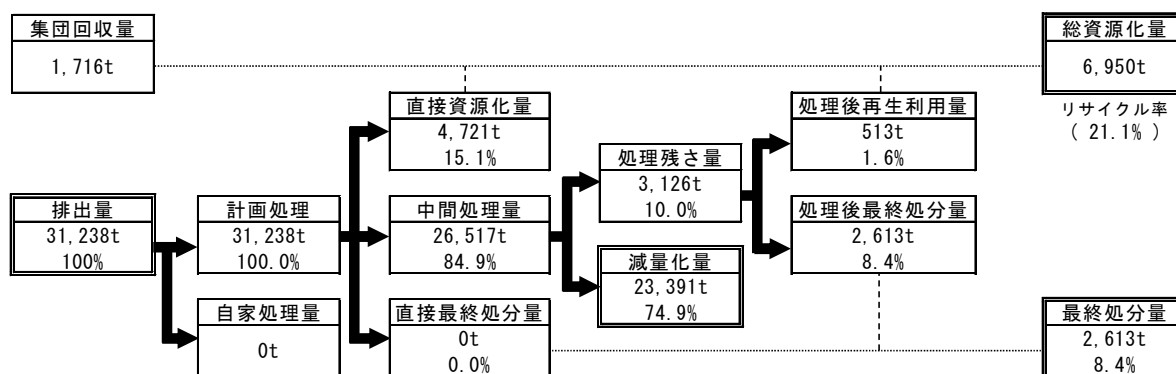 集団回収量
1,716t
総資源化量
6,950t
リサイクル率
( 21.1% )
直接資源化量
4,721t
15.1%
処理後再生利用量
513t
1.6%
処理残さ量
3,126t
10.0%
排出量
31,238t
100%
計画処理
31,238t
100.0%
中間処理量
26,517t
84.9%
処理後最終処分量
2,613t
8.4%
減量化量
23,391t
74.9%
自家処理量
0t
直接最終処分量
0t
0.0%
最終処分量
2,613t
8.4%